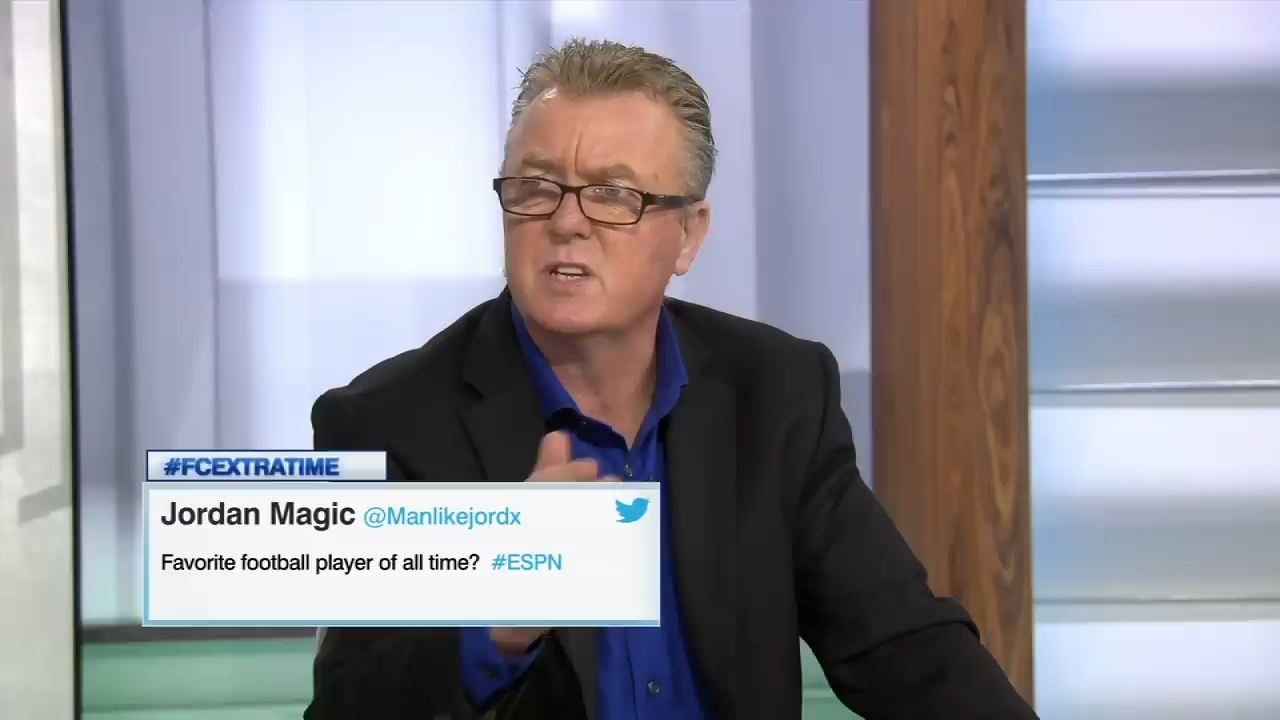 #FCEXTRATIME
Jordan Magic @Manlikejordx
Favorite football player of all time? #ESPN